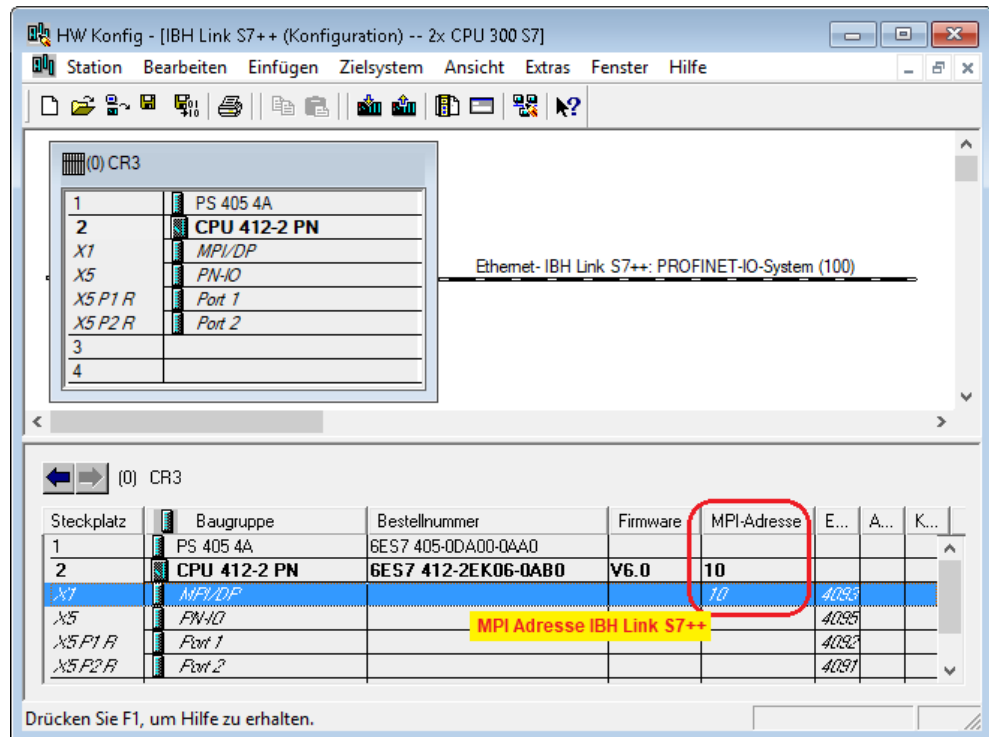 HW Konfig - [IBH Link S7++ (Konfiguration) -- 2x CPU 300 S7]
Station Bearbeiten Einfügen Zielsystem Ansicht Extras Fenster Hilfe
(0) CR3
1 PS 405 4A
2 CPU 412-2 PN
X1 MPI/DP
X5 PN-IO
X5 P1 R Port 1
X5 P2 R Port 2
3
4
Ethernet- IBH Link S7++: PROFINET-IO-System (100)
(0) CR3
Steckplatz Baugruppe Bestellnummer Firmware MPI-Adresse E... A... K...
1 PS 405 4A 6ES7 405-0DA00-0AA0
2 CPU 412-2 PN 6ES7 412-2EK06-0AB0 V6.0 10
X1 MPI/DP 10 4093
X5 PN-IO 4095
MPI Adresse IBH Link S7++
X5 P1 R Port 1 4092
X5 P2 R Port 2 4091
Drücken Sie F1, um Hilfe zu erhalten.